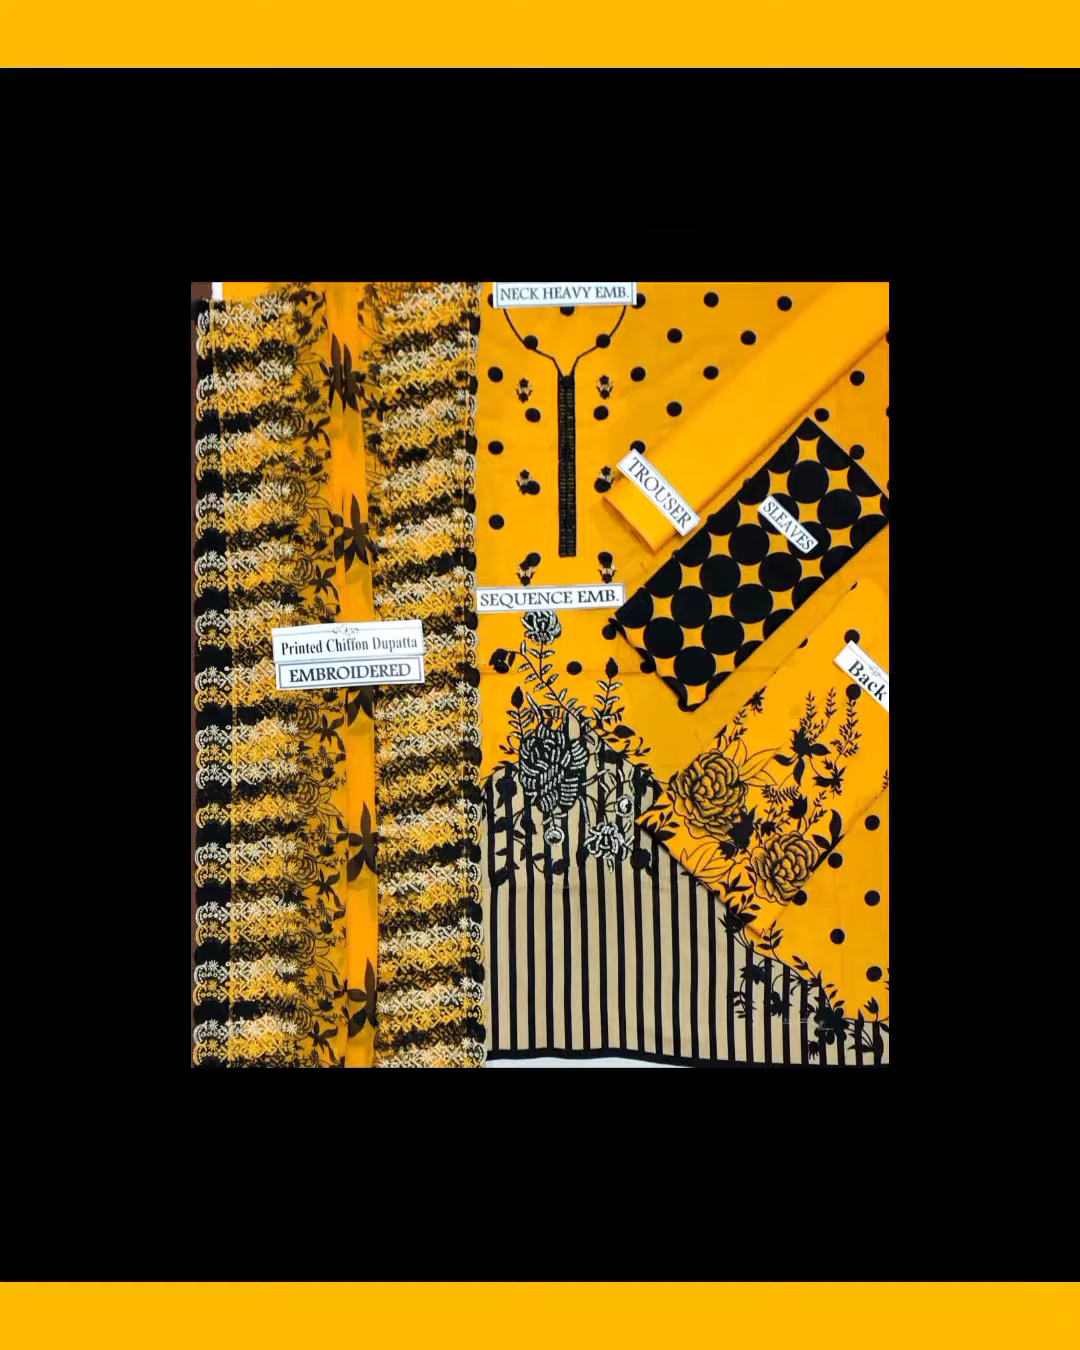 NECK HEAVY EMB.
TROUSER
SLEAVES
SEQUENCE EMB.
Printed Chiffon Dupatta
EMBROIDERED
Back